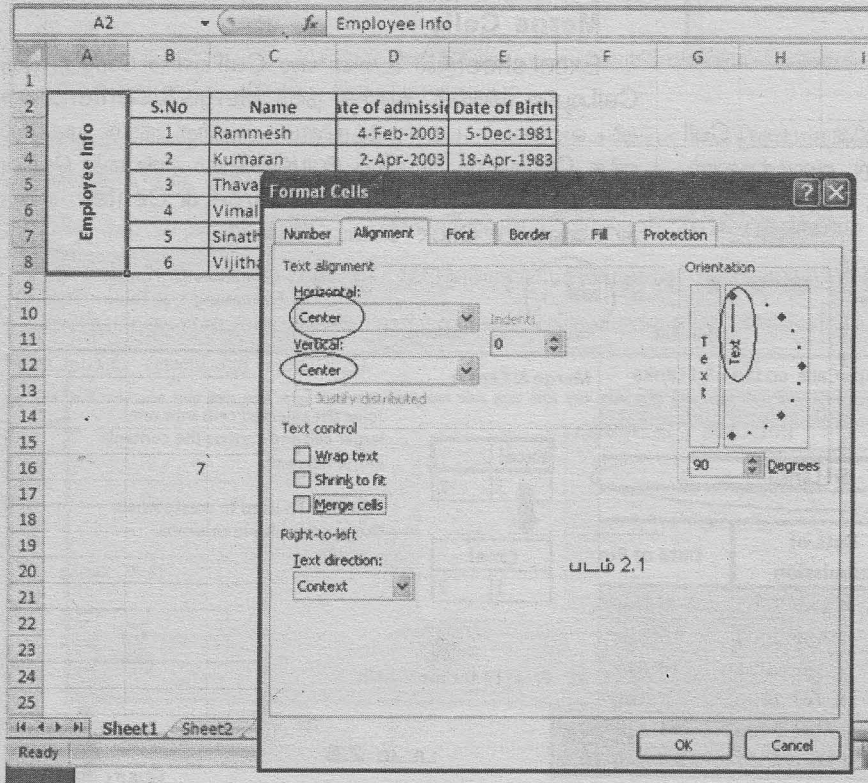 A2 fx Employee Info
A B C D E F G H I
1
2 S.No Name ate of admissi Date of Birth
Employee Info
3 1 Rammesh 4-Feb-2003 5-Dec-1981
4 2 Kumaran 2-Apr-2003 18-Apr-1983
5 3 Thava
6 4 Vimal
7 5 Sinath
8 6 Vijitha
9
10
11
12
13
14
15
16 7
17
18
19
20
21
22
23
24
25
Format Cells
Number Alignment Font Border Fill Protection
Text alignment
Horizontal:
Center
Indent:
Vertical:
0
Center
Justify distributed
Text control
Wrap text
Shrink to fit
Merge cells
Right-to-left
Text direction:
Context
Orientation
Text
Text
90 Degrees
படம் 2.1
OK Cancel
Sheet1 Sheet2
Ready